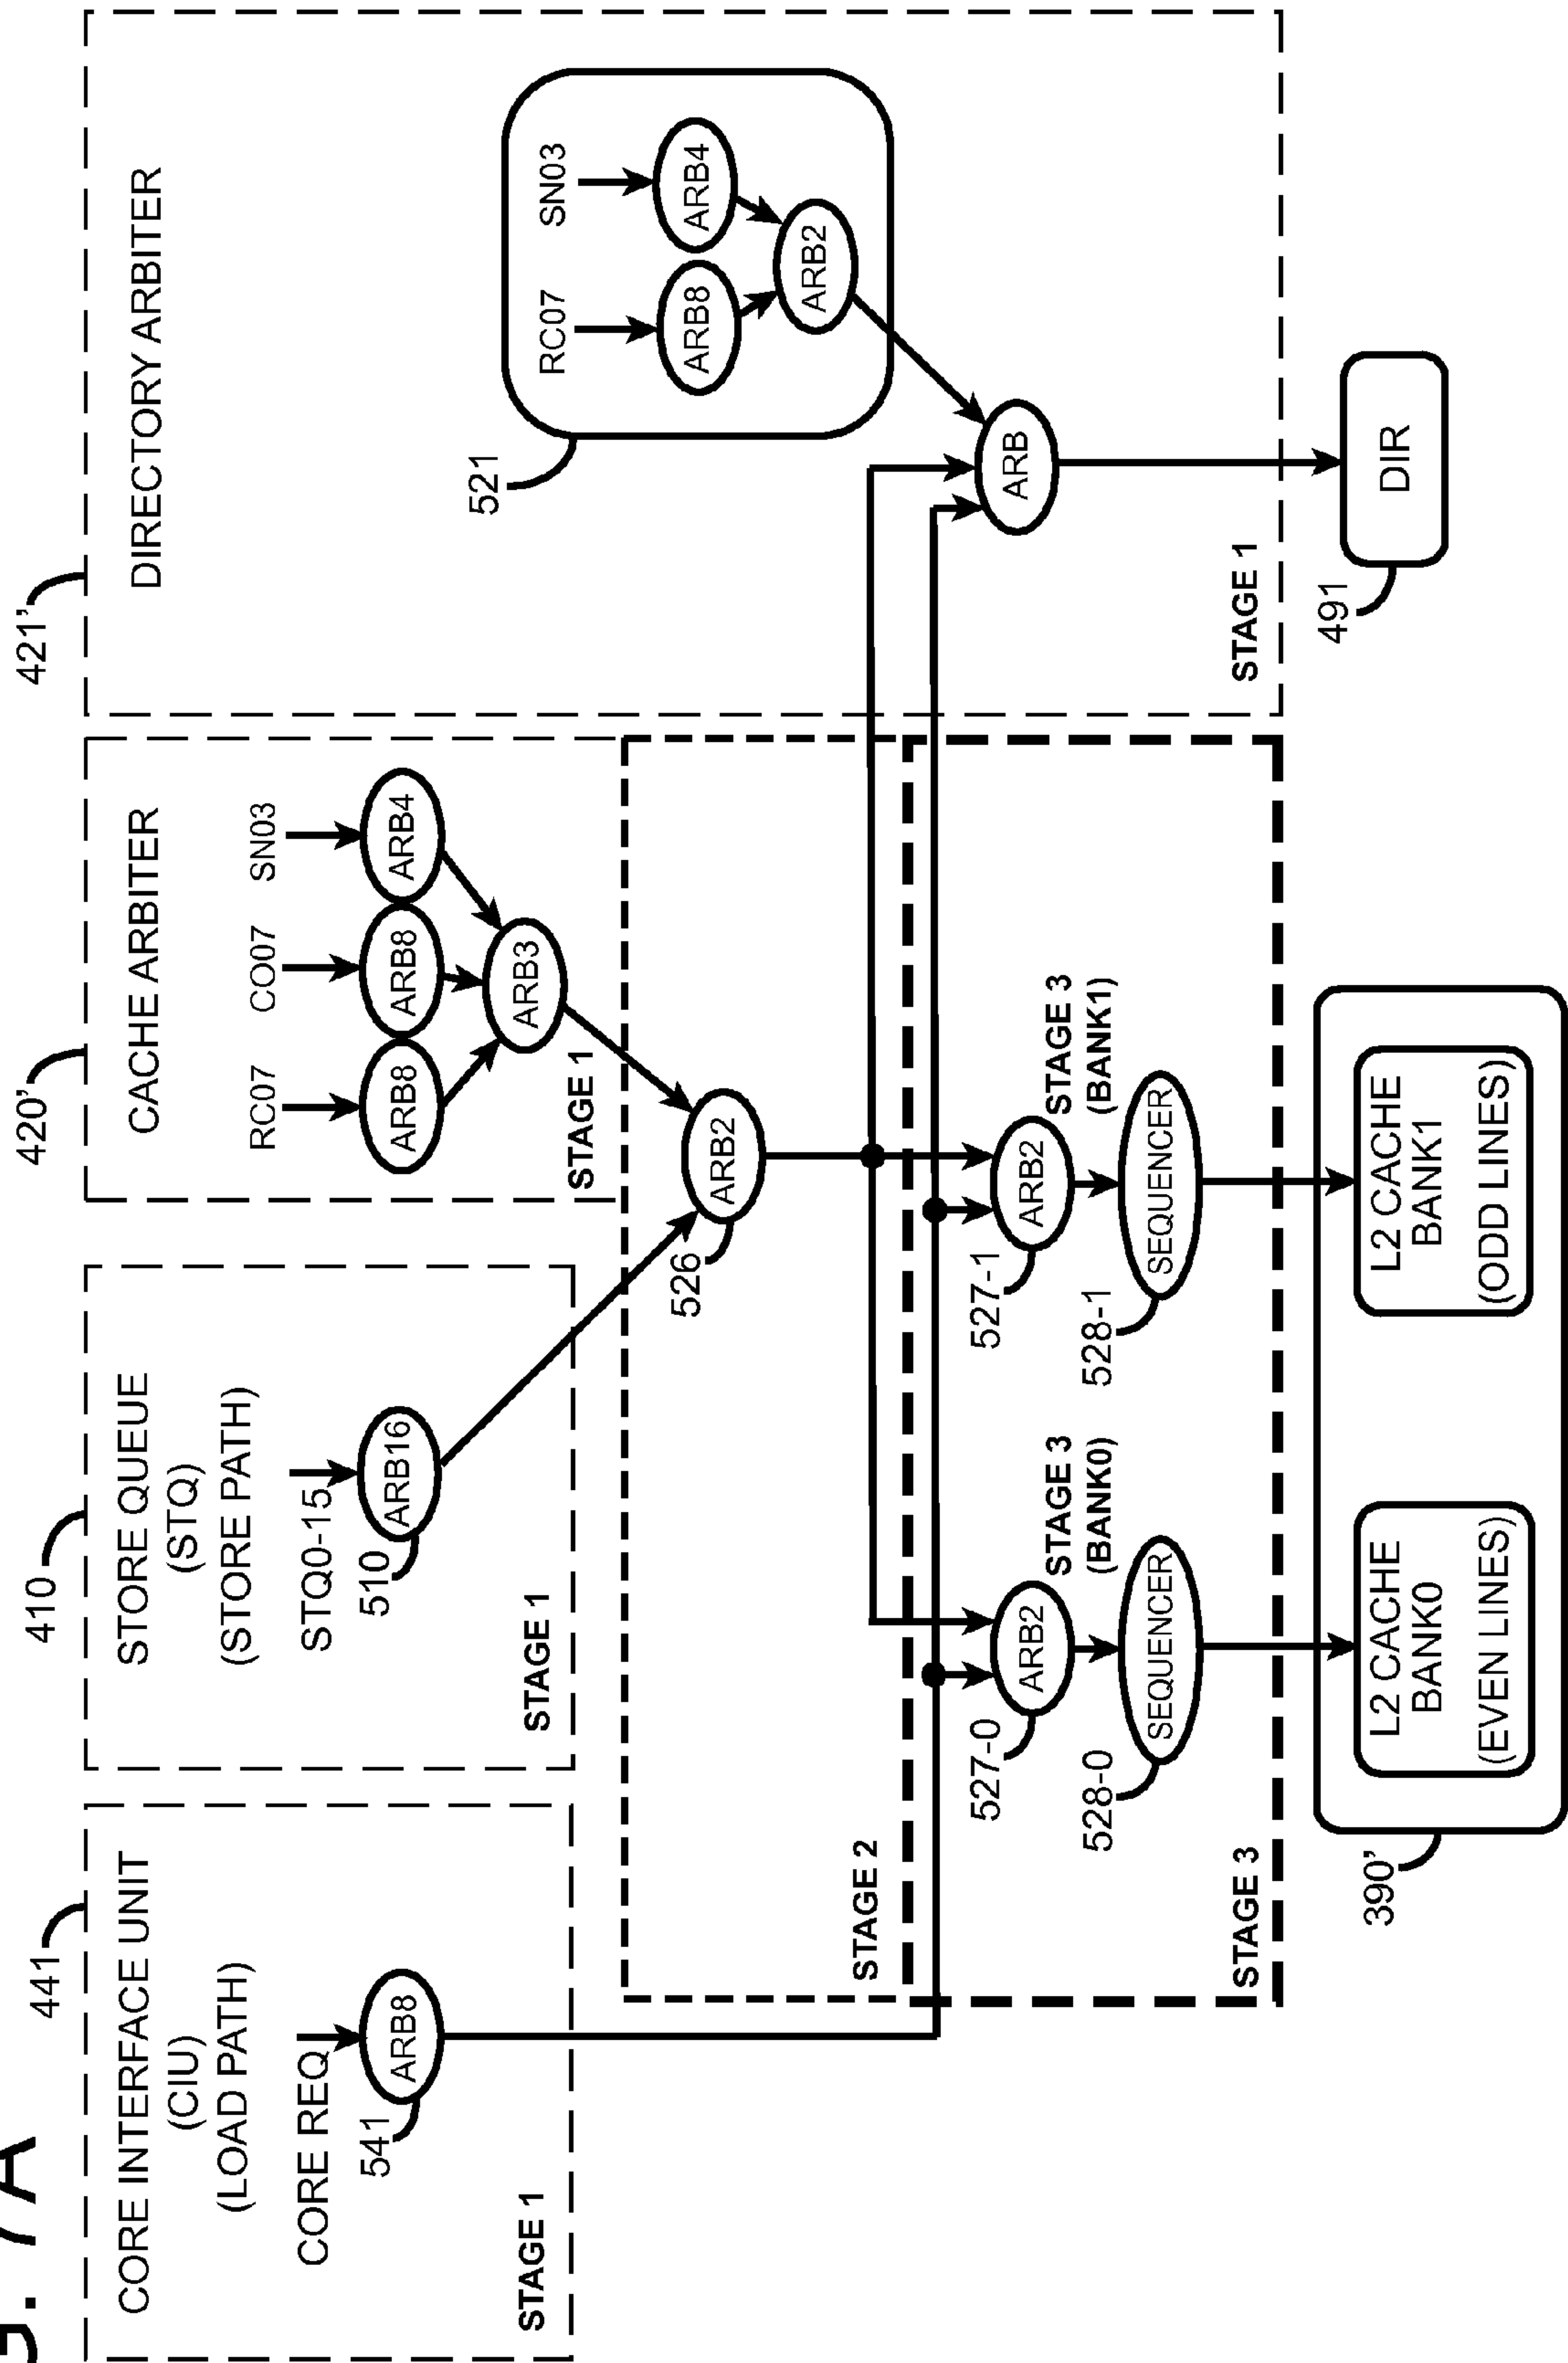 G. 7A
441
CORE INTERFACE UNIT
(CIU)
(LOAD PATH)
CORE REQ
541
ARB8
STAGE 1
410
STORE QUEUE
(STQ)
(STORE PATH)
STQ0-15
510
ARB16
STAGE 1
420'
CACHE ARBITER
RC07
CO07
SN03
ARB8
ARB8
ARB4
ARB3
STAGE 1
421'
DIRECTORY ARBITER
521
RC07
SN03
ARB8
ARB4
ARB2
ARB
STAGE 1
491
DIR
526
ARB2
STAGE 2
527-0
ARB2
STAGE 3
(BANK0)
528-0
SEQUENCER
527-1
ARB2
STAGE 3
(BANK1)
528-1
SEQUENCER
STAGE 3
390'
L2 CACHE
BANK0
(EVEN LINES)
L2 CACHE
BANK1
(ODD LINES)